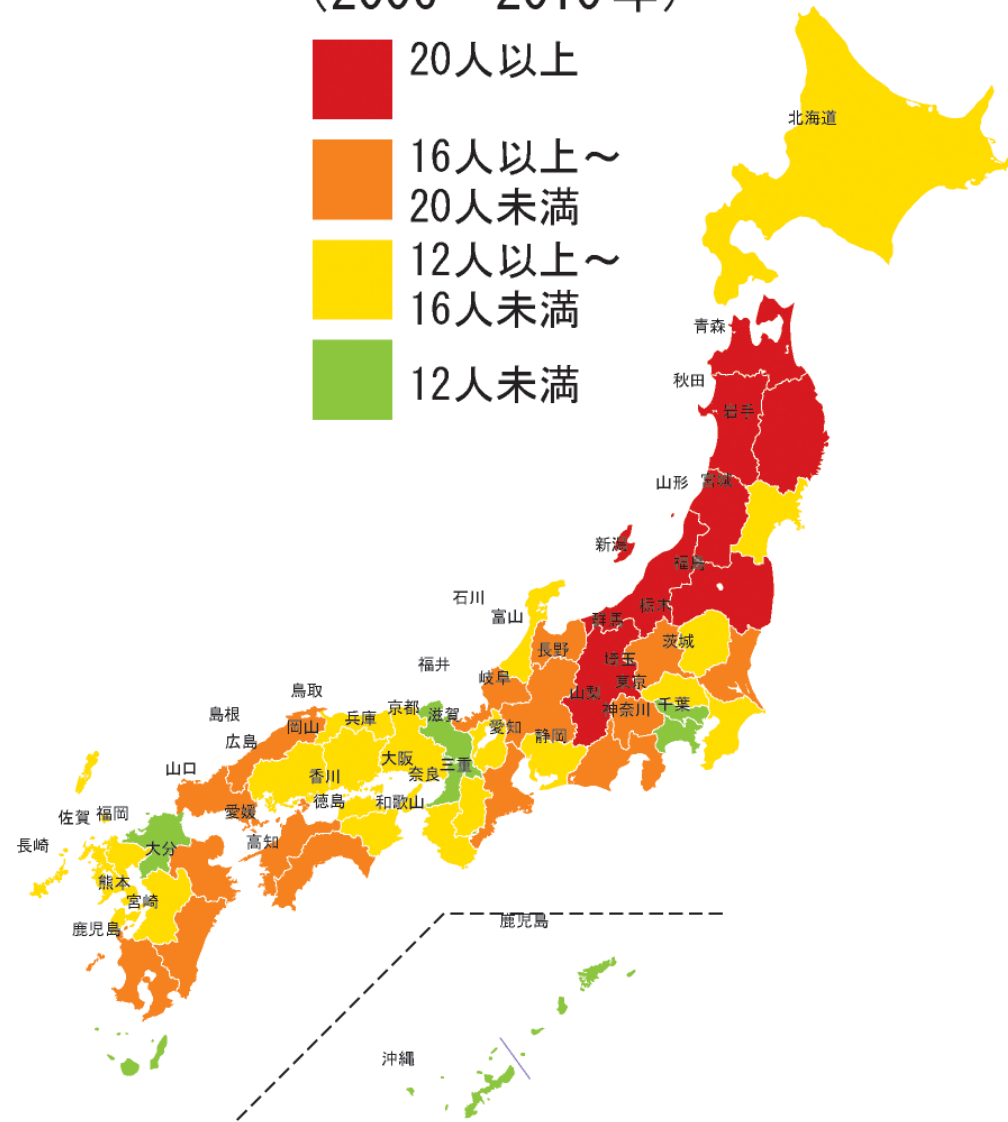 20人以上
16人以上～
20人未満
12人以上～
16人未満
12人未満
北海道
青森
秋田
岩手
山形
宮城
新潟
福島
石川
栃木
富山
群馬
茨城
長野
埼玉
福井
岐阜
東京
山梨
鳥取
京都
千葉
神奈川
島根
兵庫
滋賀
岡山
愛知
静岡
広島
大阪
三重
山口
香川
奈良
徳島
和歌山
佐賀
福岡
愛媛
長崎
大分
高知
熊本
宮崎
鹿児島
鹿児島
沖縄